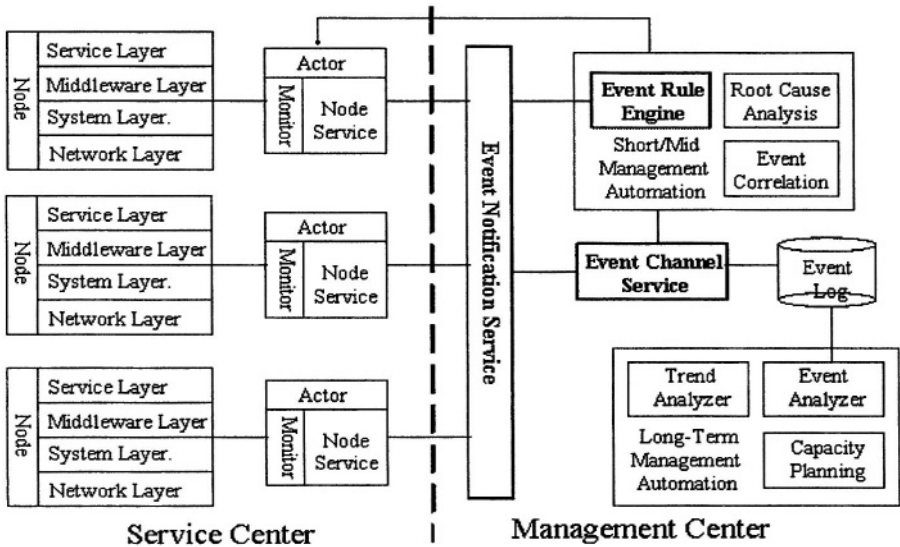 Node
Service Layer
Middleware Layer
System Layer.
Network Layer
Actor
Monitor
Node
Service
Node
Service Layer
Middleware Layer
System Layer.
Network Layer
Actor
Monitor
Node
Service
Node
Service Layer
Middleware Layer
System Layer.
Network Layer
Actor
Monitor
Node
Service
Service Center
Event Notification Service
Event Rule
Engine
Root Cause
Analysis
Short/Mid
Management
Automation
Event
Correlation
Event Channel
Service
Event
Log
Trend
Analyzer
Event
Analyzer
Long-Term
Management
Automation
Capacity
Planning
Management Center